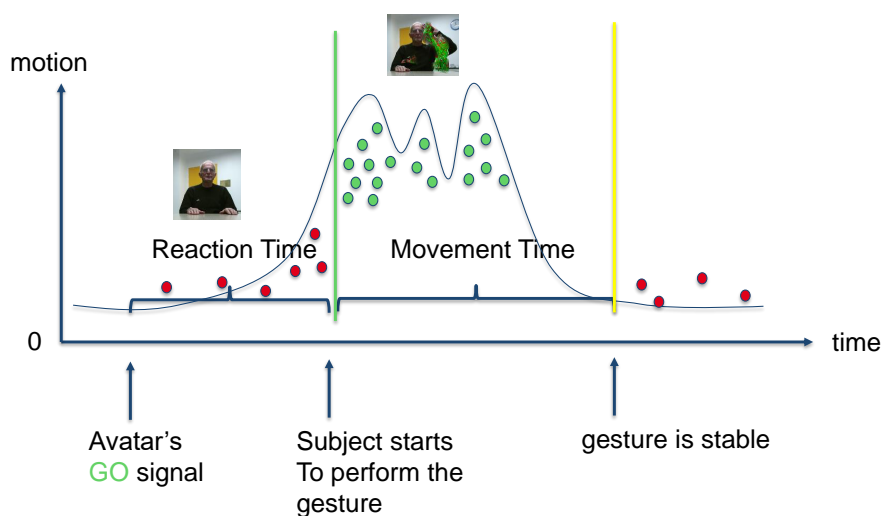 motion
Reaction Time
Movement Time
0
time
Avatar's
GO signal
Subject starts
To perform the
gesture
gesture is stable